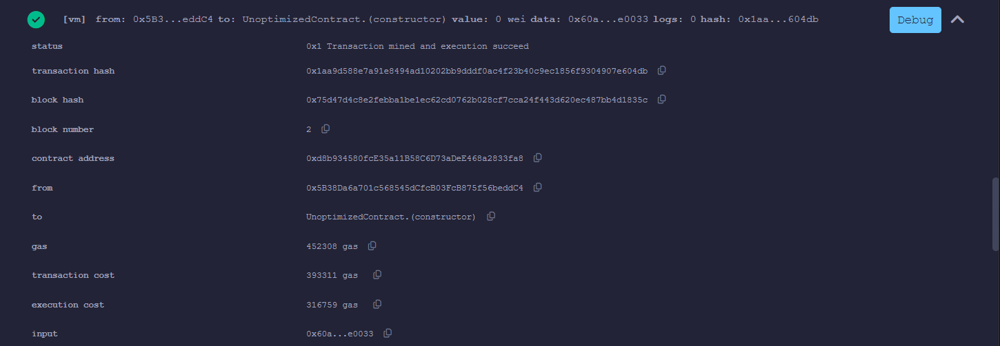 [vm] from: 0x5B3...eddC4 to: UnoptimizedContract.(constructor) value: 0 wei data: 0x60a...e0033 logs: 0 hash: 0x1aa...604db Debug
status 0x1 Transaction mined and execution succeed
transaction hash 0x1aa9d588e7a91e8494ad10202bb9dddf0ac4f23b40c9ec1856f9304907e604db
block hash 0x75d47d4c8e2febba1be1ec62cd0762b028cf7cca24f443d620ec487bb4d1835c
block number 2
contract address 0xd8b934580fcE35a11B58C6D73aDeE468a2833fa8
from 0x5B38Da6a701c568545dCfcB03FcB875f56beddC4
to UnoptimizedContract.(constructor)
gas 452308 gas
transaction cost 393311 gas
execution cost 316759 gas
input 0x60a...e0033